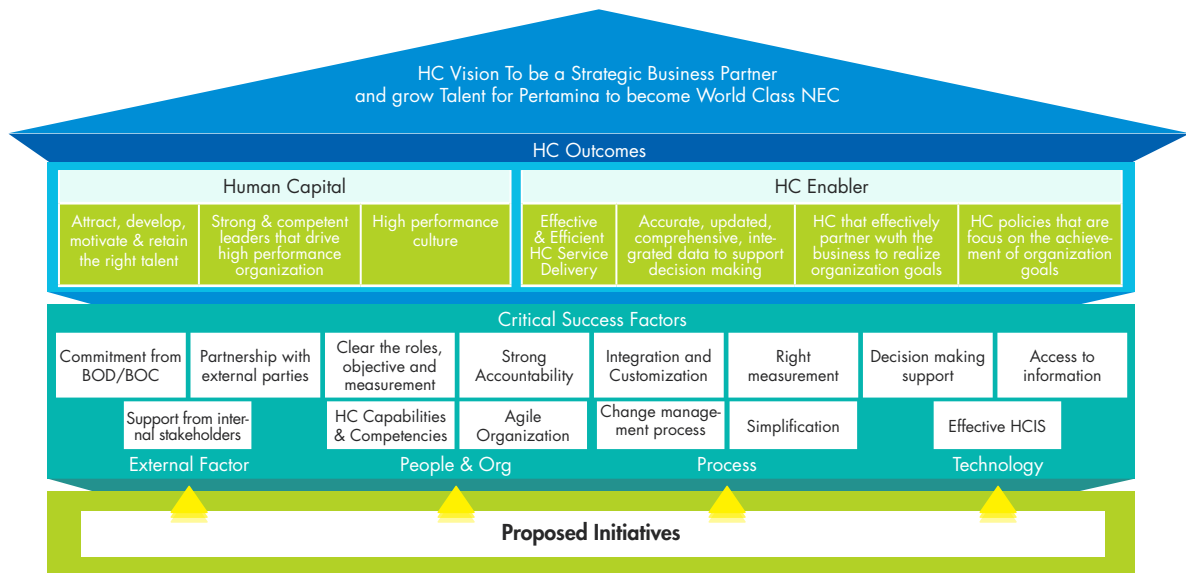 HC Vision To be a Strategic Business Partner
and grow Talent for Pertamina to become World Class NEC
HC Outcomes
Human Capital
Attract, develop,
motivate & retain
the right talent
Strong & competent
leaders that drive
high performance
organization
High performance
culture
HC Enabler
Effective
& Efficient
HC Service
Delivery
Accurate, updated,
comprehensive, inte-
grated data to support
decision making
HC that effectively
partner wuth the
business to realize
organization goals
HC policies that are
focus on the achieve-
ment of organization
goals
Critical Success Factors
Commitment from
BOD/BOC
Partnership with
external parties
Support from inter-
nal stakeholders
External Factor
Clear the roles,
objective and
measurement
Strong
Accountability
HC Capabilities
& Competencies
Agile
Organization
People & Org
Integration and
Customization
Right
measurement
Change manage-
ment process
Simplification
Process
Decision making
support
Access to
information
Effective HCIS
Technology
Proposed Initiatives